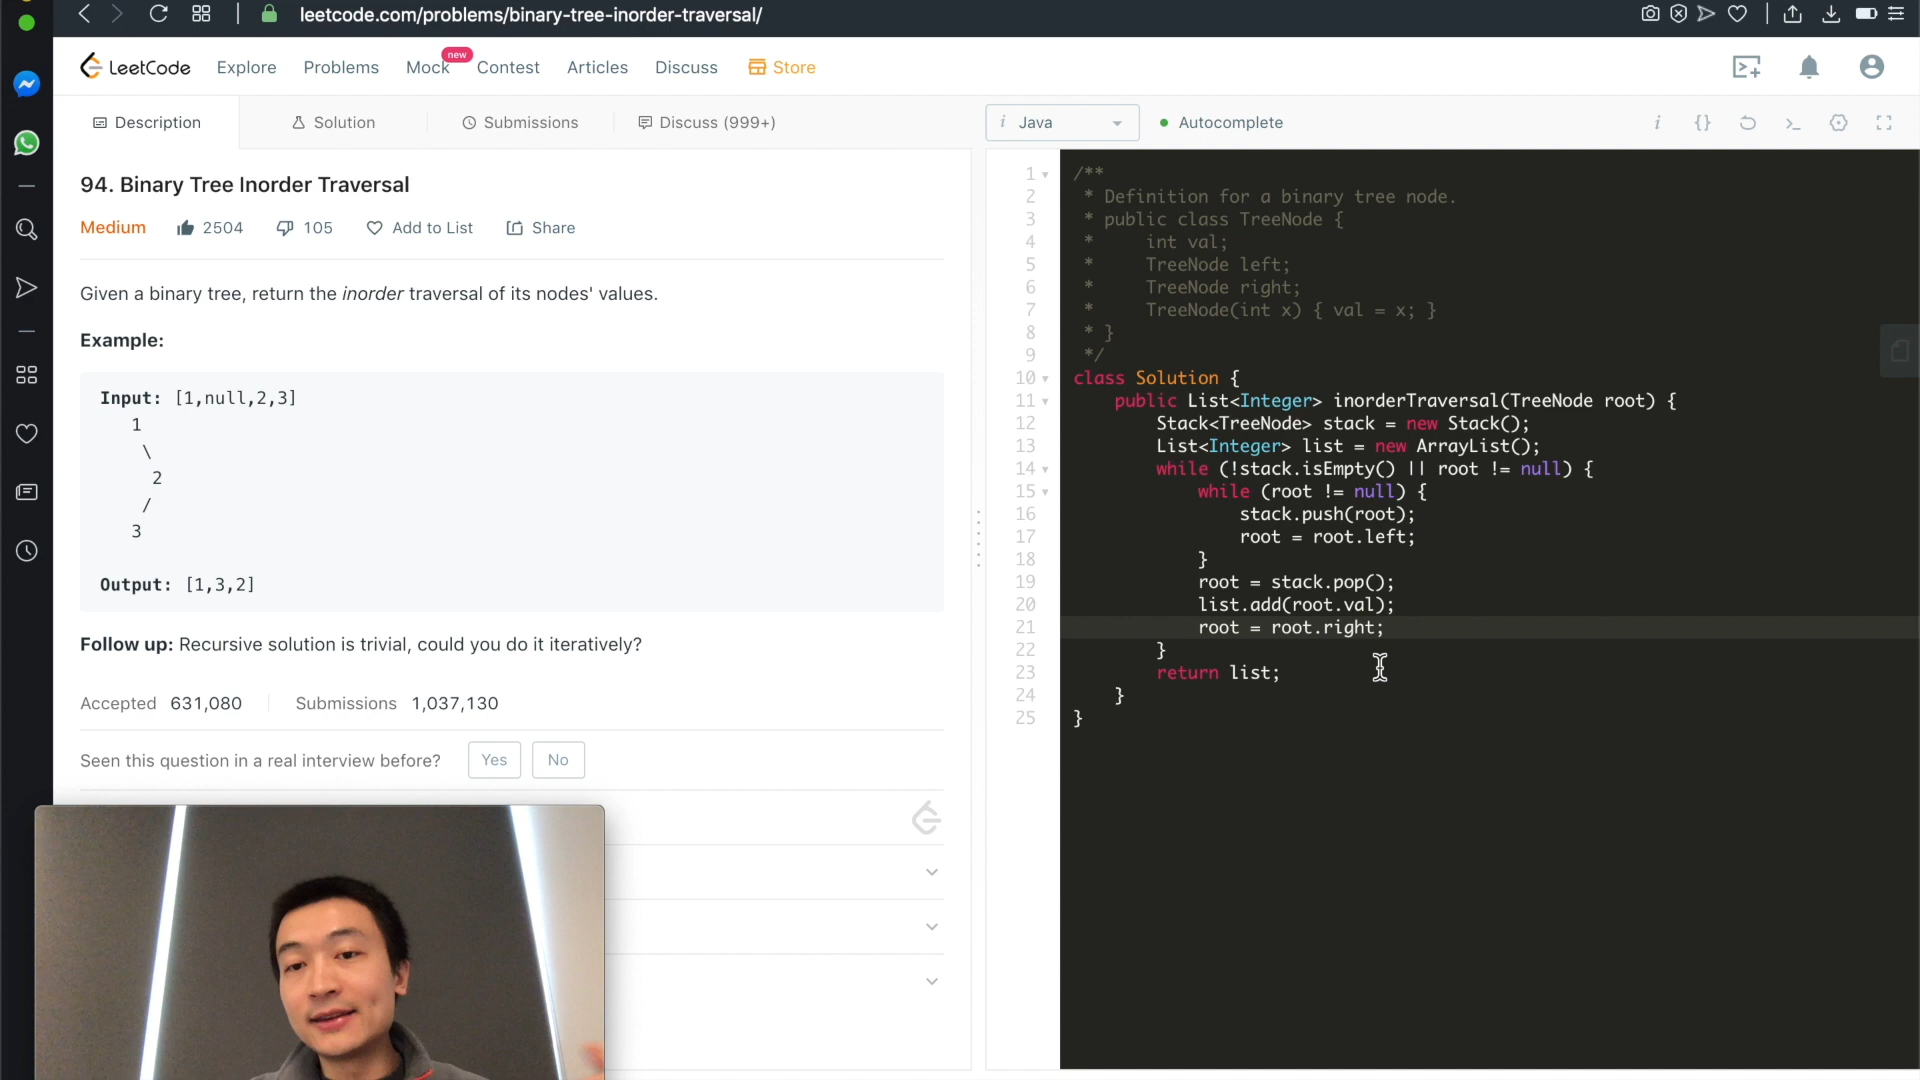 leetcode.com/problems/binary-tree-inorder-traversal/
LeetCode Explore Problems Mock new Contest Articles Discuss Store
Description Solution Submissions Discuss (999+)
i Java Autocomplete
94. Binary Tree Inorder Traversal
Medium 2504 105 Add to List Share
Given a binary tree, return the inorder traversal of its nodes' values.
Example:
Input: [1,null,2,3]
1
\
2
/
3
Output: [1,3,2]
Follow up: Recursive solution is trivial, could you do it iteratively?
Accepted 631,080 Submissions 1,037,130
Seen this question in a real interview before? Yes No
1 /**
2 * Definition for a binary tree node.
3 * public class TreeNode {
4 *     int val;
5 *     TreeNode left;
6 *     TreeNode right;
7 *     TreeNode(int x) { val = x; }
8 * }
9 */
10 class Solution {
11     public List<Integer> inorderTraversal(TreeNode root) {
12         Stack<TreeNode> stack = new Stack();
13         List<Integer> list = new ArrayList();
14         while (!stack.isEmpty() || root != null) {
15             while (root != null) {
16                 stack.push(root);
17                 root = root.left;
18             }
19             root = stack.pop();
20             list.add(root.val);
21             root = root.right;
22         }
23         return list;
24     }
25 }